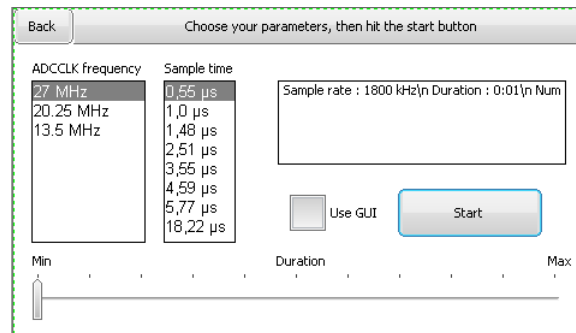 Back
Choose your parameters, then hit the start button
ADCCLK frequency
Sample time
27 MHz
20.25 MHz
13.5 MHz
0,55 µs
1,0 µs
1,48 µs
2,51 µs
3,55 µs
4,59 µs
5,77 µs
18,22 µs
Sample rate : 1800 kHz\n Duration : 0:01\n Num
Use GUI
Start
Min
Duration
Max